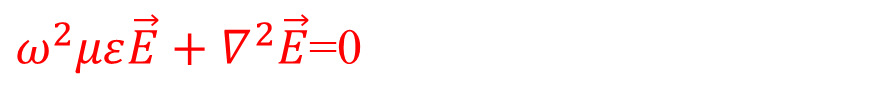 𝜔²𝜇𝜀E⃗ + 𝛻²E⃗=0